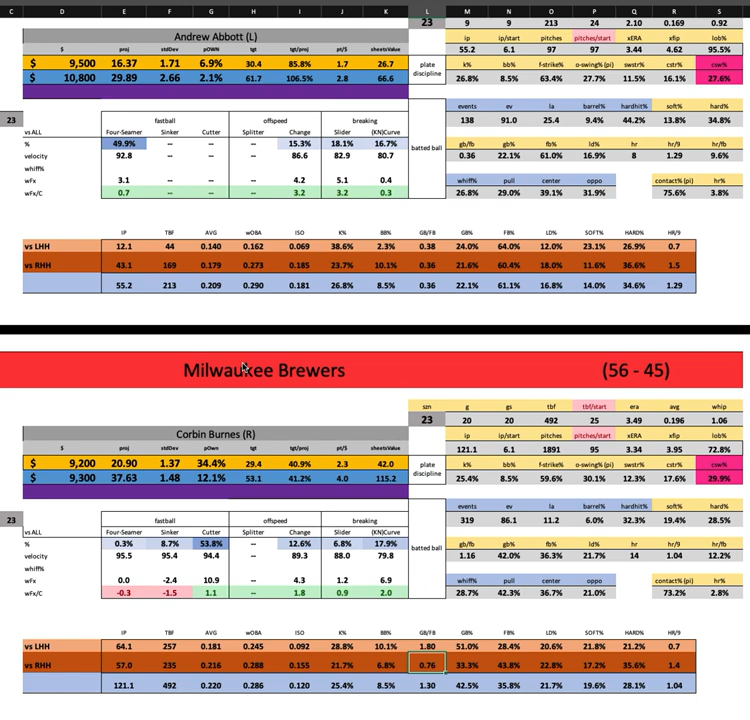 C D E F G H I J K L M N O P Q R S
23 9 9 213 24 2.10 0.169 0.92
Andrew Abbott (L) ip ip/start pitches pitches/start xERA xfip lob%
$ proj stdDev pOWN tgt tgt/proj pt/$ sheetsValue 55.2 6.1 97 97 3.44 4.62 95.5%
$ 9,500 16.37 1.71 6.9% 30.4 85.8% 1.7 26.7 plate discipline k% bb% f-strike% o-swing% (pi) swstr% cstr% csw%
$ 10,800 29.89 2.66 2.1% 61.7 106.5% 2.8 66.6 26.8% 8.5% 63.4% 27.7% 11.5% 16.1% 27.6%
events ev la barrel% hardhit% soft% hard%
23 fastball offspeed breaking batted ball 138 91.0 25.4 9.4% 44.2% 13.8% 34.8%
vs ALL Four-Seamer Sinker Cutter Splitter Change Slider (KN)Curve
% 49.9% -- -- -- 15.3% 18.1% 16.7% gb/fb gb% fb% ld% hr hr/9 hr/fb
velocity 92.8 86.6 82.9 80.7 0.36 22.1% 61.0% 16.9% 8 1.29 9.6%
whiff%
wFx 3.1 4.2 5.1 0.4 whiff% pull center oppo contact% (pi) hr%
wFx/C 0.7 -- -- -- 3.2 3.2 0.3 26.8% 29.0% 39.1% 31.9% 75.6% 3.8%
IP TBF AVG wOBA ISO K% BB% GB/FB GB% FB% LD% SOFT% HARD% HR/9
vs LHH 12.1 44 0.140 0.162 0.069 38.6% 2.3% 0.38 24.0% 64.0% 12.0% 23.1% 26.9% 0.7
vs RHH 43.1 169 0.179 0.273 0.185 23.7% 10.1% 0.36 21.6% 60.4% 18.0% 11.6% 36.6% 1.5
55.2 213 0.209 0.290 0.181 26.8% 8.5% 0.36 22.1% 61.1% 16.8% 14.0% 34.6% 1.29
Milwaukee Brewers (56 - 45)
szn g gs tbf tbf/start era avg whip
23 20 20 492 25 3.49 0.196 1.06
Corbin Burnes (R) ip ip/start pitches pitches/start xERA xfip lob%
$ proj stdDev pOwn tgt tgt/proj pt/$ sheetsValue 121.1 6.1 1891 95 3.34 3.95 72.8%
$ 9,200 20.90 1.37 34.4% 29.4 40.9% 2.3 42.0 plate discipline k% bb% f-strike% o-swing% (pi) swstr% cstr% csw%
$ 9,300 37.63 1.48 12.1% 53.1 41.2% 4.0 115.2 25.4% 8.5% 59.6% 30.1% 12.3% 17.6% 29.9%
events ev la barrel% hardhit% soft% hard%
23 fastball offspeed breaking batted ball 319 86.1 11.2 6.0% 32.3% 19.4% 28.5%
vs ALL Four-Seamer Sinker Cutter Splitter Change Slider (KN)Curve
% 0.3% 8.7% 53.8% -- 12.6% 6.8% 17.9% gb/fb gb% fb% ld% hr hr/9 hr/fb
velocity 95.5 95.4 94.4 89.3 88.0 79.8 1.16 42.0% 36.3% 21.7% 14 1.04 12.2%
whiff%
wFx 0.0 -2.4 10.9 4.3 1.2 6.9 whiff% pull center oppo contact% (pi) hr%
wFx/C -0.3 -1.5 1.1 -- 1.8 0.9 2.0 28.7% 42.3% 36.7% 21.0% 73.2% 2.8%
IP TBF AVG wOBA ISO K% BB% GB/FB GB% FB% LD% SOFT% HARD% HR/9
vs LHH 64.1 257 0.181 0.245 0.092 28.8% 10.1% 1.80 51.0% 28.4% 20.6% 21.8% 21.2% 0.7
vs RHH 57.0 235 0.216 0.288 0.155 21.7% 6.8% 0.76 33.3% 43.8% 22.8% 17.2% 35.6% 1.4
121.1 492 0.220 0.286 0.120 25.4% 8.5% 1.30 42.5% 35.8% 21.7% 19.6% 28.1% 1.04